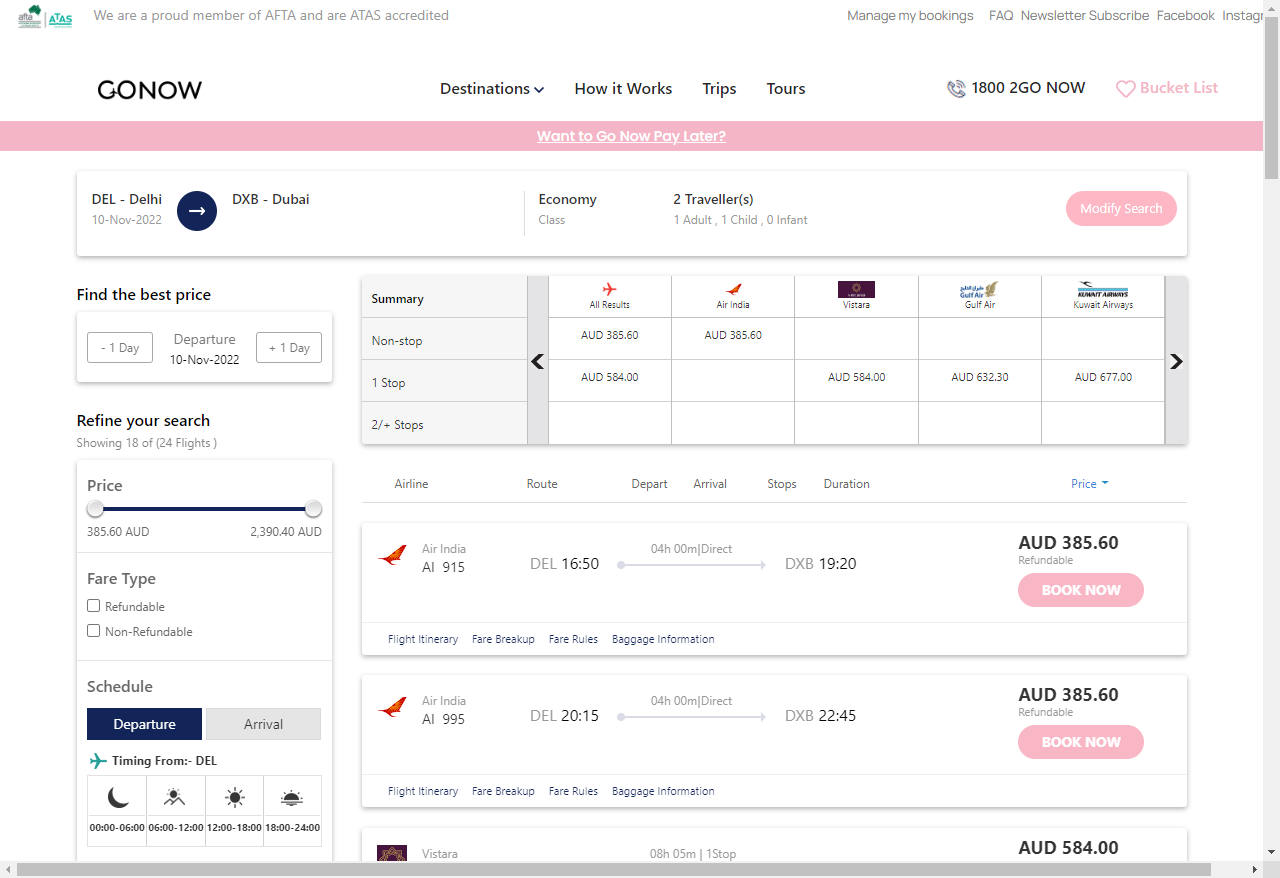 afta ATAS We are a proud member of AFTA and are ATAS accredited Manage my bookings FAQ Newsletter Subscribe Facebook Instagr
GONOW Destinations How it Works Trips Tours 1800 2GO NOW Bucket List
Want to Go Now Pay Later?
DEL - Delhi DXB - Dubai Economy 2 Traveller(s) Modify Search
10-Nov-2022 Class 1 Adult , 1 Child , 0 Infant
Find the best price
- 1 Day Departure + 1 Day
10-Nov-2022
Refine your search
Showing 18 of (24 Flights )
Price
385.60 AUD 2,390.40 AUD
Fare Type
Refundable
Non-Refundable
Schedule
Departure Arrival
Timing From:- DEL
00:00-06:00 06:00-12:00 12:00-18:00 18:00-24:00
Summary All Results Air India Vistara Gulf Air Kuwait Airways
Non-stop AUD 385.60 AUD 385.60
1 Stop AUD 584.00 AUD 584.00 AUD 632.30 AUD 677.00
2/+ Stops
Airline Route Depart Arrival Stops Duration Price
Air India 04h 00m|Direct AUD 385.60
AI 915 DEL 16:50 DXB 19:20 Refundable
BOOK NOW
Flight Itinerary Fare Breakup Fare Rules Baggage Information
Air India 04h 00m|Direct AUD 385.60
AI 995 DEL 20:15 DXB 22:45 Refundable
BOOK NOW
Flight Itinerary Fare Breakup Fare Rules Baggage Information
Vistara 08h 05m | 1Stop AUD 584.00